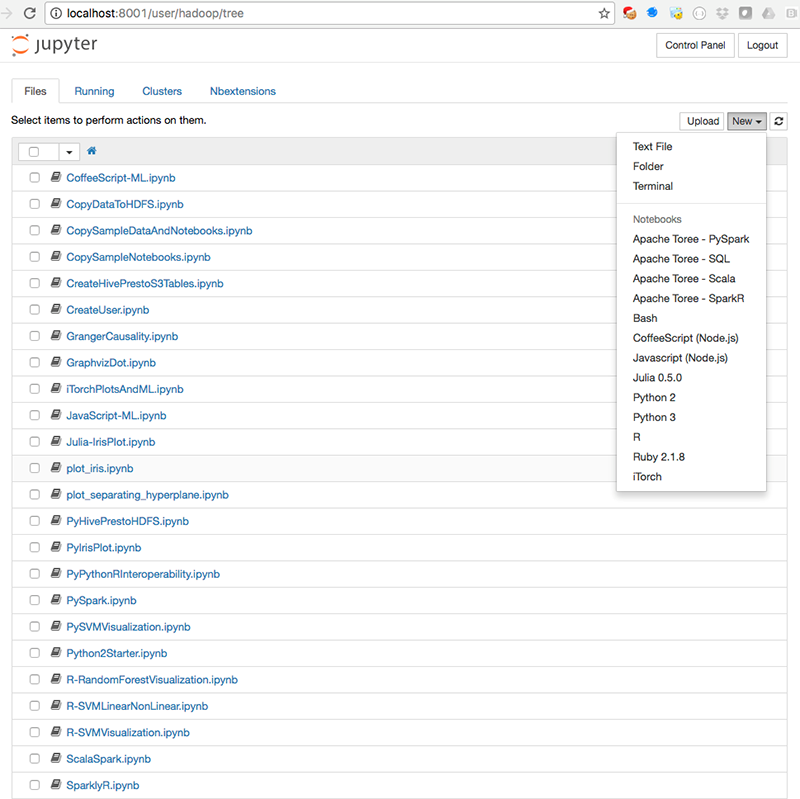 localhost:8001/user/hadoop/tree
jupyter
Control Panel
Logout
Files
Running
Clusters
Nbextensions
Select items to perform actions on them.
Upload
New
Text File
Folder
Terminal
Notebooks
Apache Toree - PySpark
Apache Toree - SQL
Apache Toree - Scala
Apache Toree - SparkR
Bash
CoffeeScript (Node.js)
Javascript (Node.js)
Julia 0.5.0
Python 2
Python 3
R
Ruby 2.1.8
iTorch
CoffeeScript-ML.ipynb
CopyDataToHDFS.ipynb
CopySampleDataAndNotebooks.ipynb
CopySampleNotebooks.ipynb
CreateHivePrestoS3Tables.ipynb
CreateUser.ipynb
GrangerCausality.ipynb
GraphvizDot.ipynb
iTorchPlotsAndML.ipynb
JavaScript-ML.ipynb
Julia-IrisPlot.ipynb
plot_iris.ipynb
plot_separating_hyperplane.ipynb
PyHivePrestoHDFS.ipynb
PyIrisPlot.ipynb
PyPythonRInteroperability.ipynb
PySpark.ipynb
PySVMVisualization.ipynb
Python2Starter.ipynb
R-RandomForestVisualization.ipynb
R-SVMLinearNonLinear.ipynb
R-SVMVisualization.ipynb
ScalaSpark.ipynb
SparklyR.ipynb